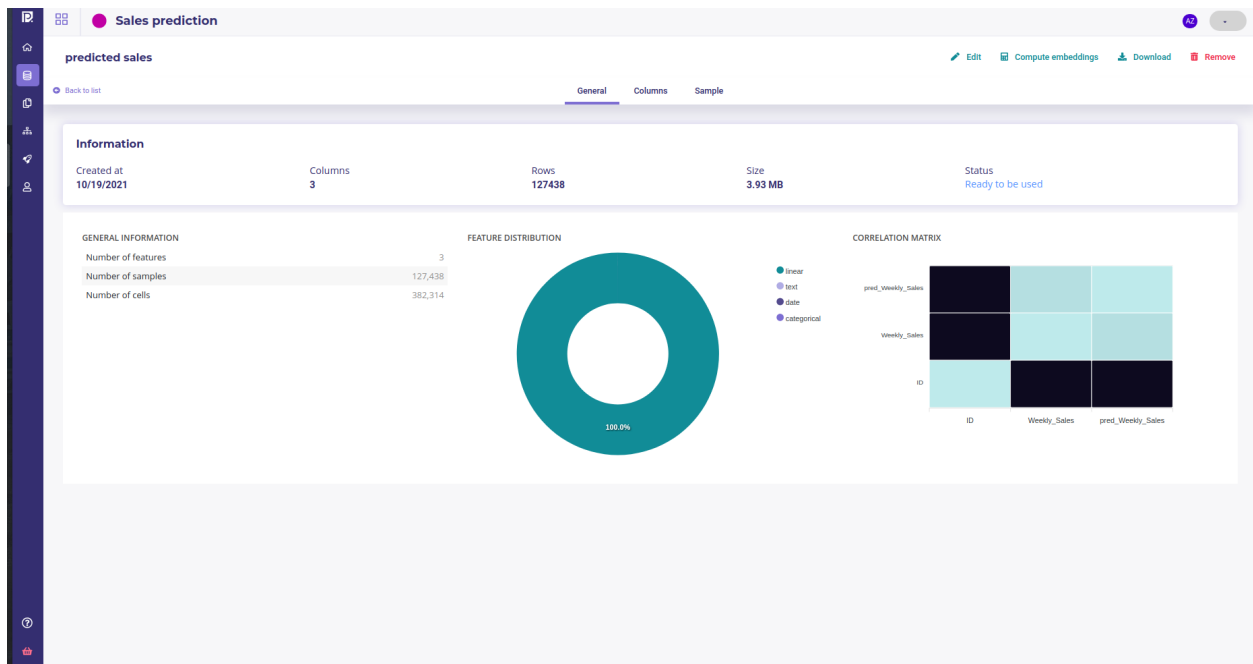 P.
Sales prediction
AZ
-
predicted sales
Edit
Compute embeddings
Download
Remove
Back to list
General
Columns
Sample
Information
Created at
10/19/2021
Columns
3
Rows
127438
Size
3.93 MB
Status
Ready to be used
GENERAL INFORMATION
Number of features 3
Number of samples 127,438
Number of cells 382,314
FEATURE DISTRIBUTION
linear
text
date
categorical
100.0%
CORRELATION MATRIX
pred_Weekly_Sales
Weekly_Sales
ID
ID Weekly_Sales pred_Weekly_Sales